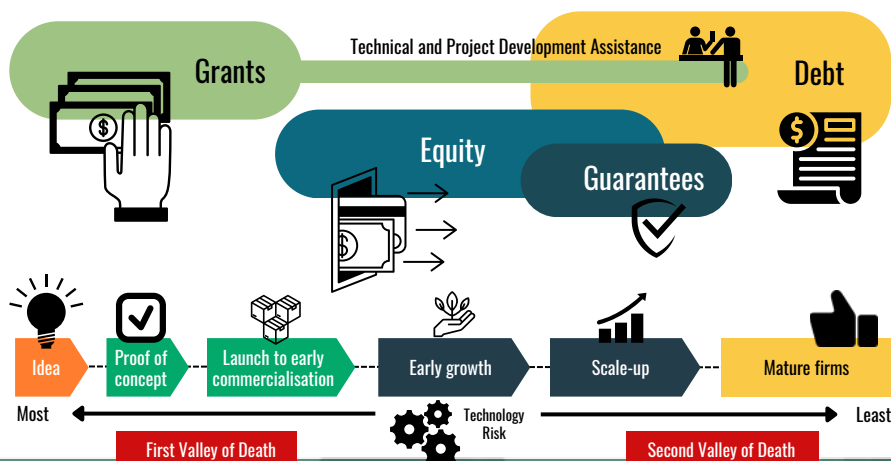 Technical and Project Development Assistance
Grants
Debt
$
$
Equity
Guarantees
$
Idea
Proof of
concept
Launch to early
commercialisation
Early growth
Scale-up
Mature firms
Most
Technology
Risk
Least
First Valley of Death
Second Valley of Death